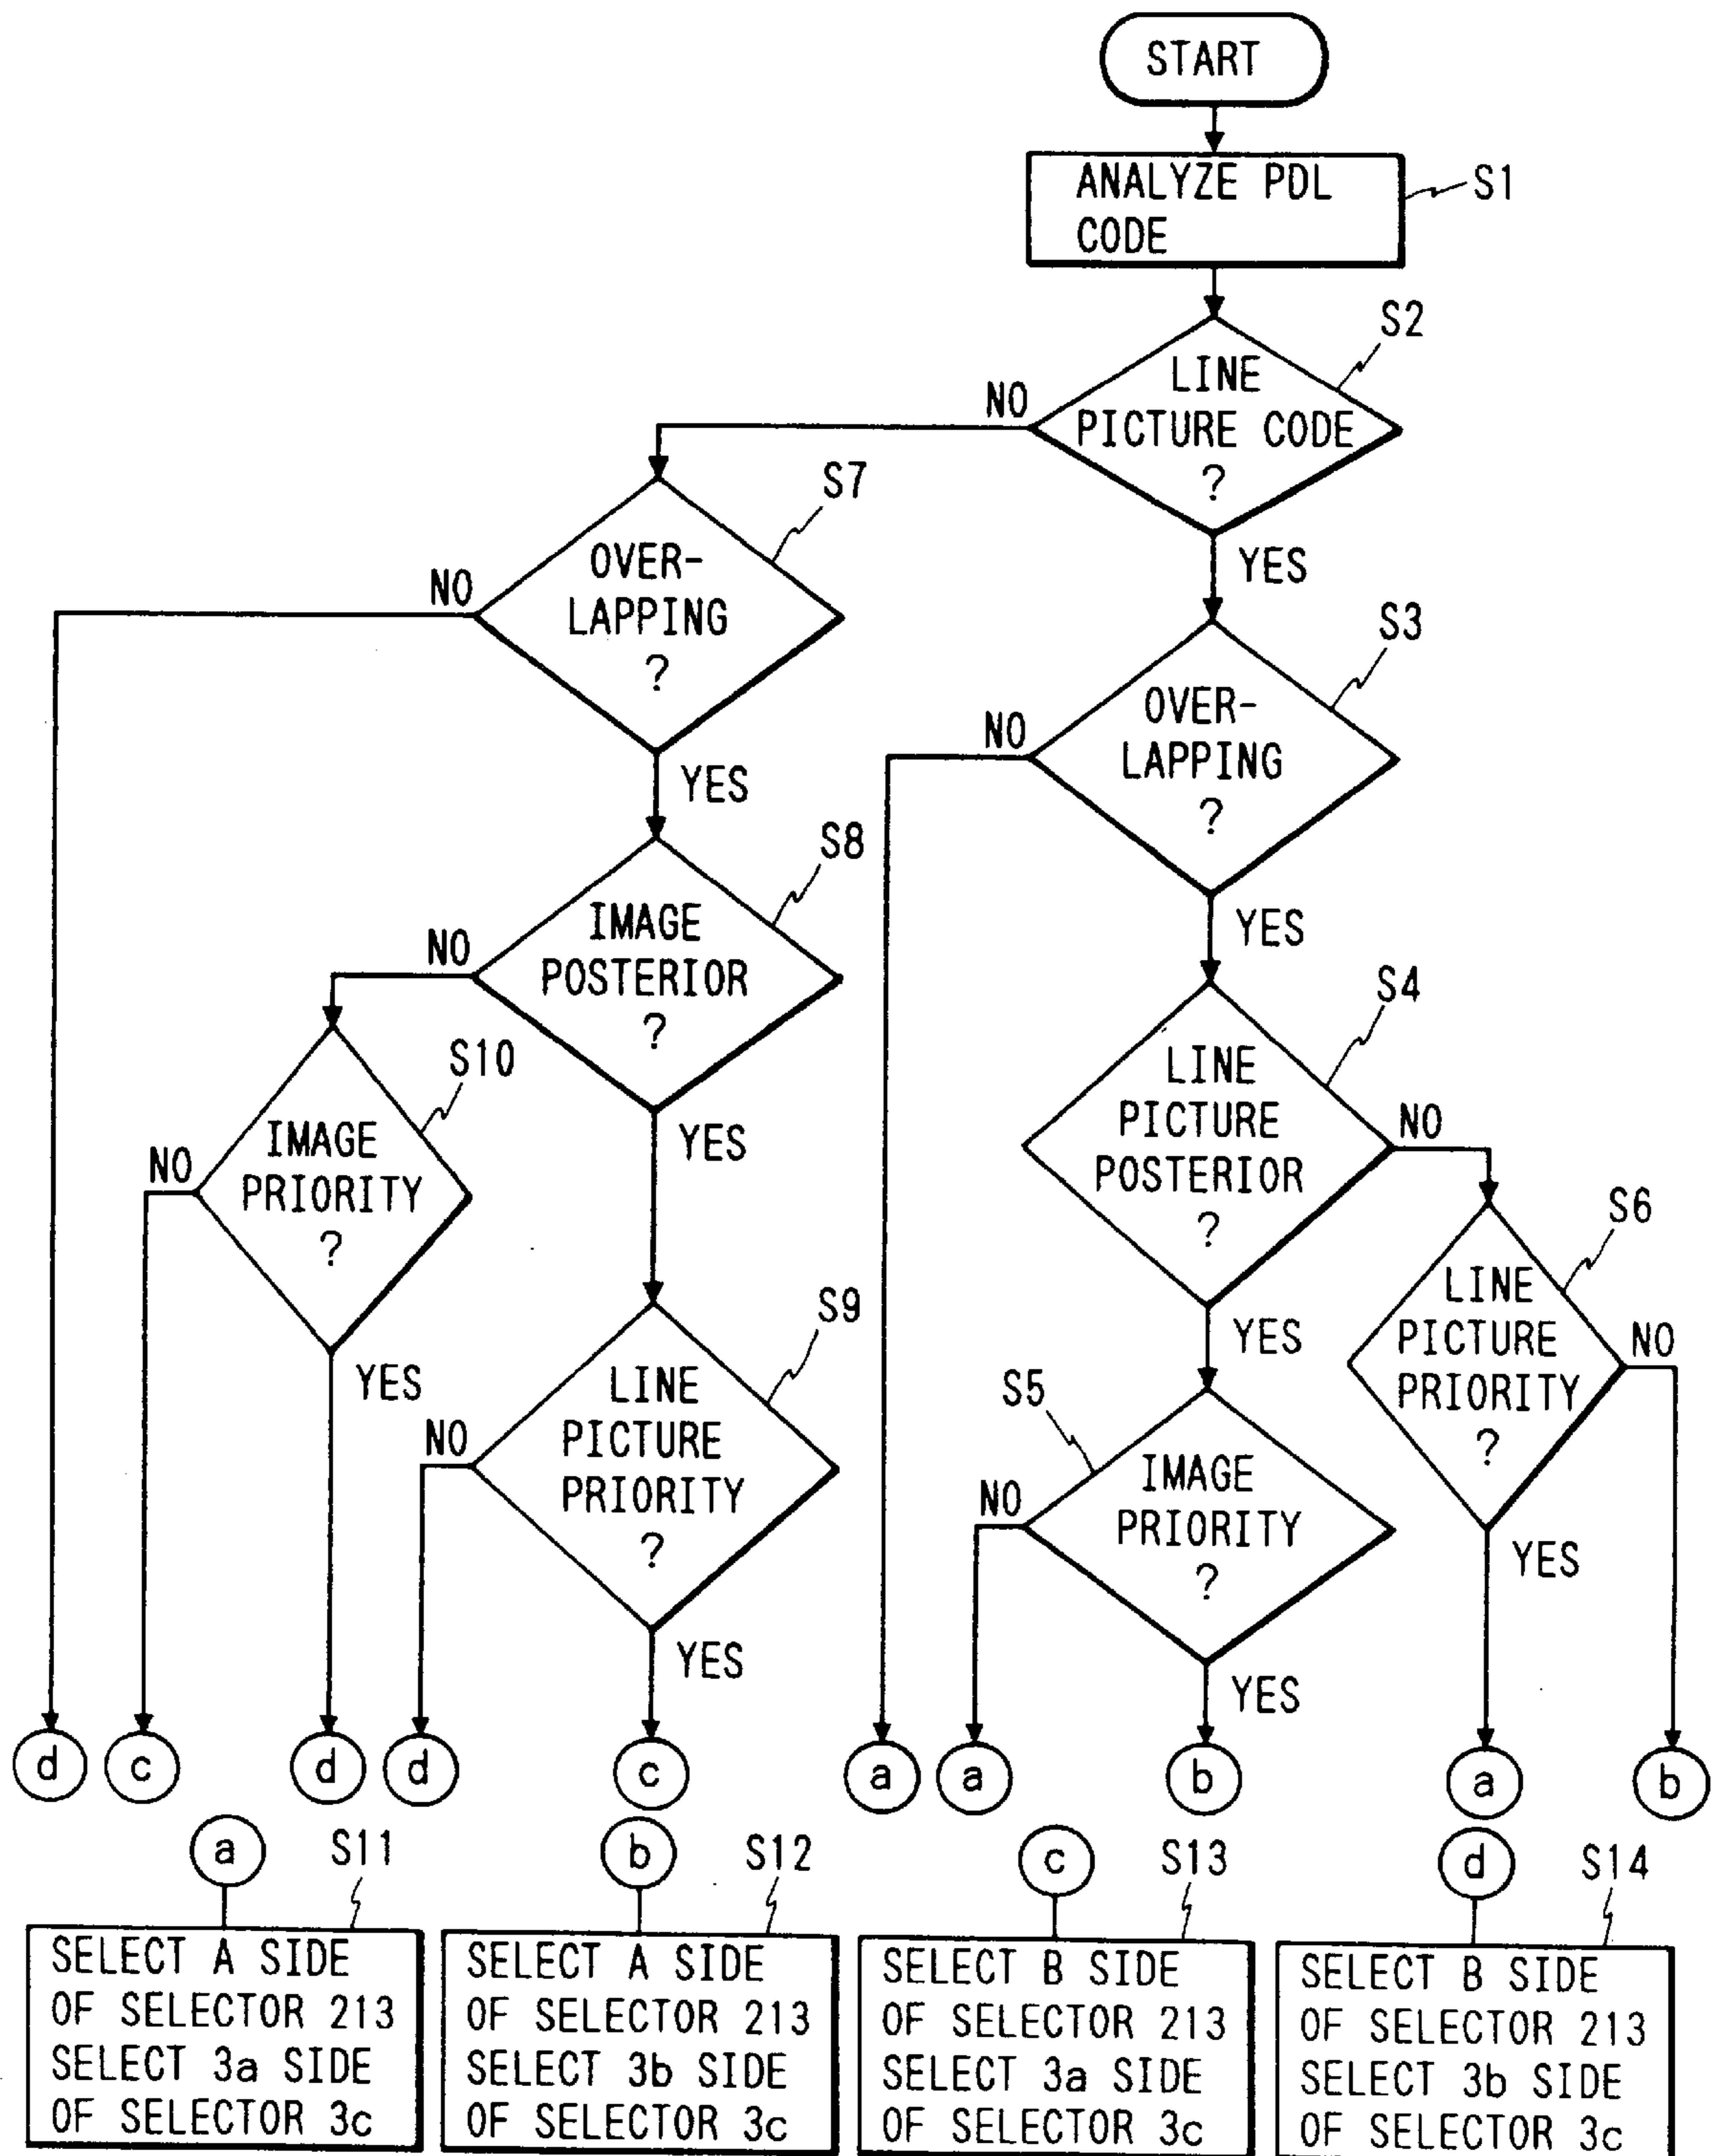 START
ANALYZE PDL
CODE
S1
S2
LINE
PICTURE CODE
?
NO
YES
S7
OVER-
LAPPING
?
NO
YES
S3
OVER-
LAPPING
?
NO
YES
S8
IMAGE
POSTERIOR
?
NO
YES
S4
LINE
PICTURE
POSTERIOR
?
NO
YES
S10
IMAGE
PRIORITY
?
NO
YES
S9
LINE
PICTURE
PRIORITY
?
NO
YES
S6
LINE
PICTURE
PRIORITY
?
NO
YES
S5
IMAGE
PRIORITY
?
NO
YES
d
c
d
d
c
a
a
b
a
b
a
S11
SELECT A SIDE
OF SELECTOR 213
SELECT 3a SIDE
OF SELECTOR 3c
b
S12
SELECT A SIDE
OF SELECTOR 213
SELECT 3b SIDE
OF SELECTOR 3c
c
S13
SELECT B SIDE
OF SELECTOR 213
SELECT 3a SIDE
OF SELECTOR 3c
d
S14
SELECT B SIDE
OF SELECTOR 213
SELECT 3b SIDE
OF SELECTOR 3c